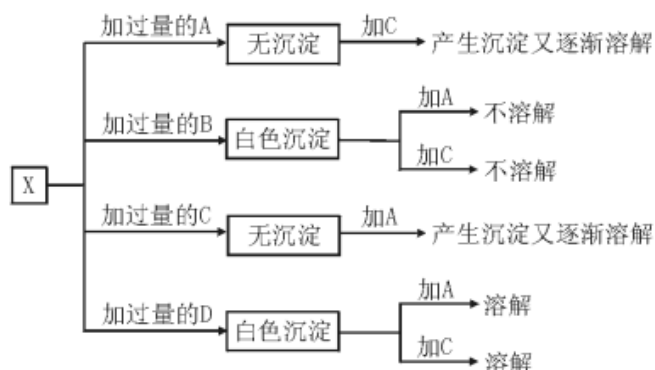 加过量的A
无沉淀
加C
产生沉淀又逐渐溶解
加过量的B
白色沉淀
加A
不溶解
加C
不溶解
X
加过量的C
无沉淀
加A
产生沉淀又逐渐溶解
加过量的D
白色沉淀
加A
溶解
加C
溶解